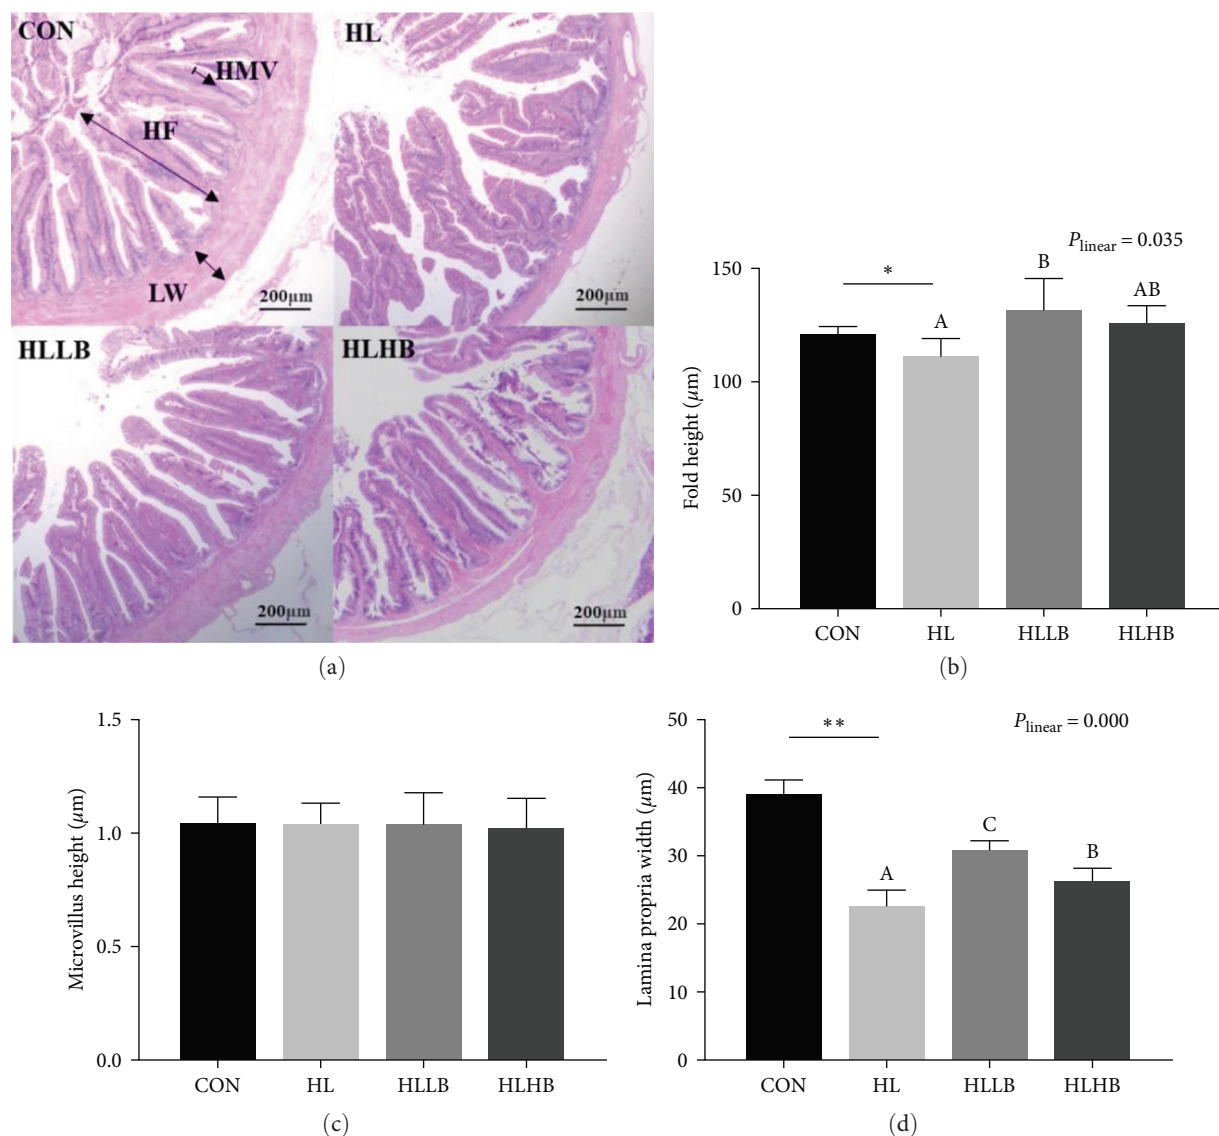 CON
HMV
HF
LW
200μm
HL
200μm
HLLB
200μm
HLHB
200μm
(a)
P linear = 0.035
*
A
B
AB
150
100
50
0
Fold height (μm)
CON HL HLLB HLHB
(b)
1.5
1.0
0.5
0.0
Microvillus height (μm)
CON HL HLLB HLHB
(c)
P linear = 0.000
**
A
C
B
50
40
30
20
10
0
Lamina propria width (μm)
CON HL HLLB HLHB
(d)